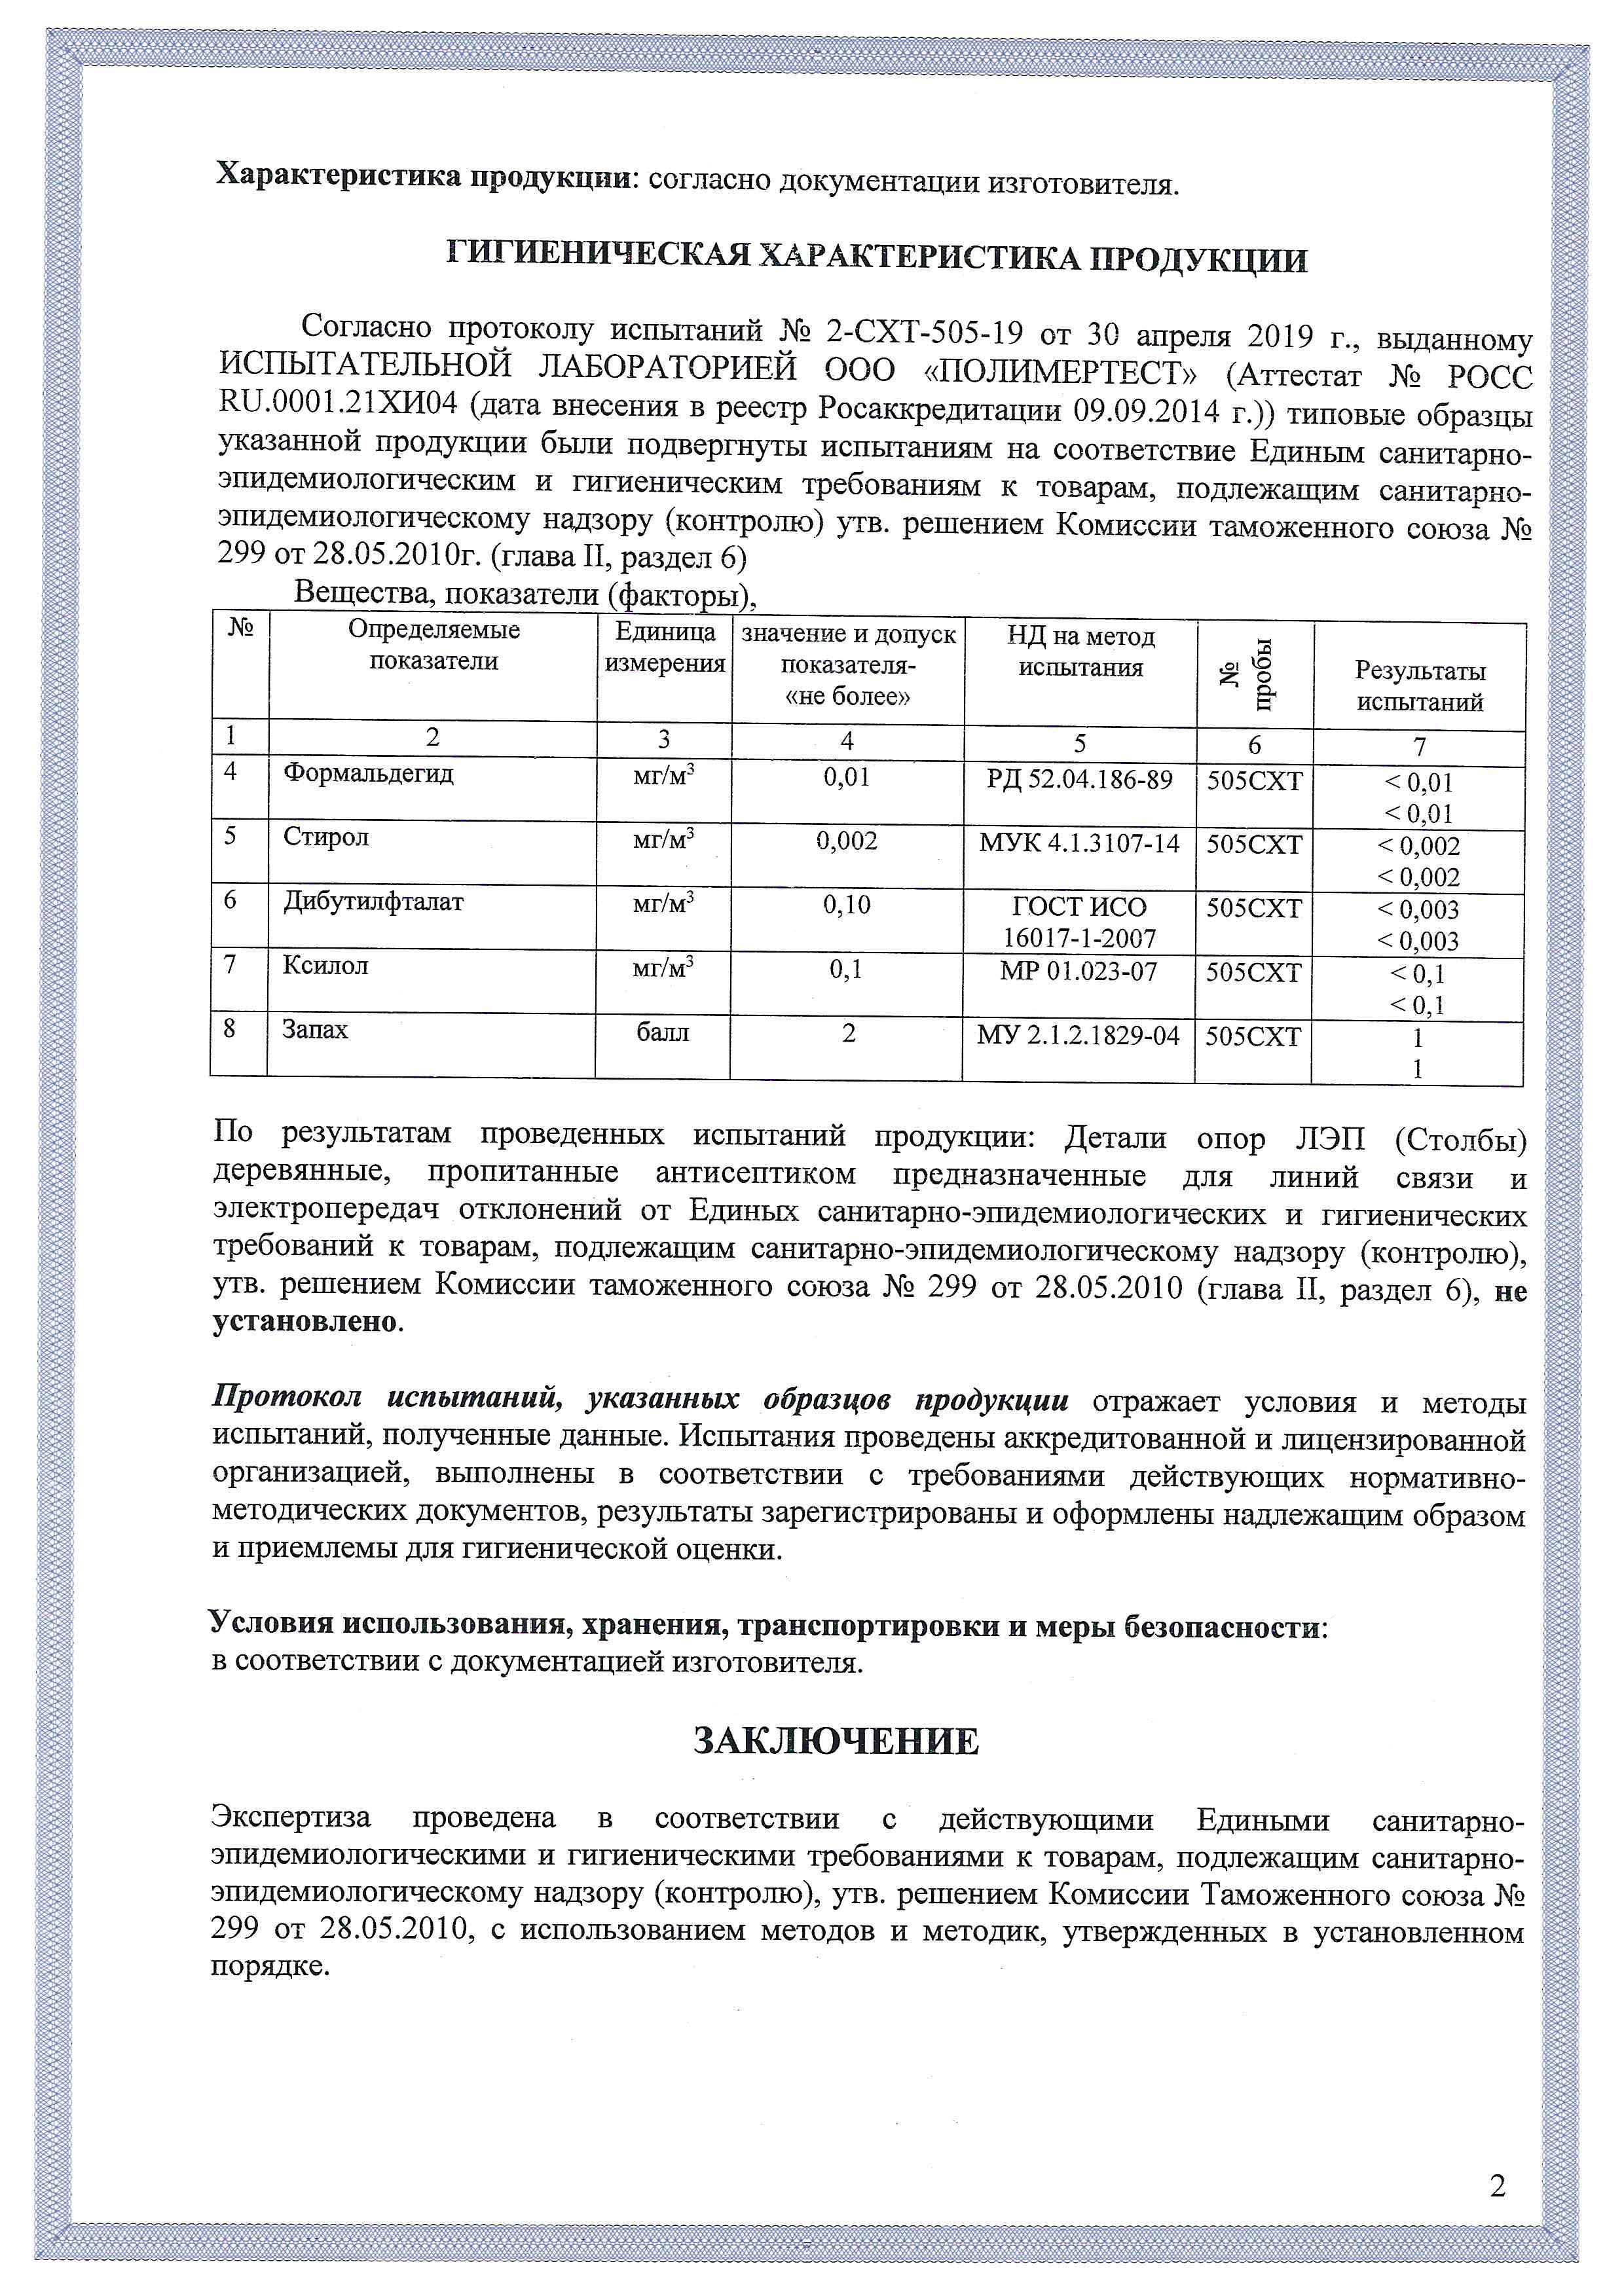 Характеристика продукции: согласно документации изготовителя.
ГИГИЕНИЧЕСКАЯ ХАРАКТЕРИСТИКА ПРОДУКЦИИ
Согласно протоколу испытаний № 2-СХТ-505-19 от 30 апреля 2019 г., выданному
ИСПЫТАТЕЛЬНОЙ ЛАБОРАТОРИЕЙ ООО «ПОЛИМЕРТЕСТ» (Аттестат № РОСС
RU.0001.21ХИ04 (дата внесения в реестр Росаккредитации 09.09.2014 г.)) типовые образцы
указанной продукции были подвергнуты испытаниям на соответствие Единым санитарно-
эпидемиологическим и гигиеническим требованиям к товарам, подлежащим санитарно-
эпидемиологическому надзору (контролю) утв. решением Комиссии таможенного союза №
299 от 28.05.2010г. (глава II, раздел 6)
Вещества, показатели (факторы),
№ Определяемые показатели Единица измерения значение и допуск показателя- «не более» НД на метод испытания № пробы Результаты испытаний
1 2 3 4 5 6 7
4 Формальдегид мг/м³ 0,01 РД 52.04.186-89 505СХТ < 0,01
< 0,01
5 Стирол мг/м³ 0,002 МУК 4.1.3107-14 505СХТ < 0,002
< 0,002
6 Дибутилфталат мг/м³ 0,10 ГОСТ ИСО 505СХТ < 0,003
16017-1-2007 < 0,003
7 Ксилол мг/м³ 0,1 МР 01.023-07 505СХТ < 0,1
< 0,1
8 Запах балл 2 МУ 2.1.2.1829-04 505СХТ 1
1
По результатам проведенных испытаний продукции: Детали опор ЛЭП (Столбы)
деревянные, пропитанные антисептиком предназначенные для линий связи и
электропередач отклонений от Единых санитарно-эпидемиологических и гигиенических
требований к товарам, подлежащим санитарно-эпидемиологическому надзору (контролю),
утв. решением Комиссии таможенного союза № 299 от 28.05.2010 (глава II, раздел 6), не
установлено.
Протокол испытаний, указанных образцов продукции отражает условия и методы
испытаний, полученные данные. Испытания проведены аккредитованной и лицензированной
организацией, выполнены в соответствии с требованиями действующих нормативно-
методических документов, результаты зарегистрированы и оформлены надлежащим образом
и приемлемы для гигиенической оценки.
Условия использования, хранения, транспортировки и меры безопасности:
в соответствии с документацией изготовителя.
ЗАКЛЮЧЕНИЕ
Экспертиза проведена в соответствии с действующими Едиными санитарно-
эпидемиологическими и гигиеническими требованиями к товарам, подлежащим санитарно-
эпидемиологическому надзору (контролю), утв. решением Комиссии Таможенного союза №
299 от 28.05.2010, с использованием методов и методик, утвержденных в установленном
порядке.
2